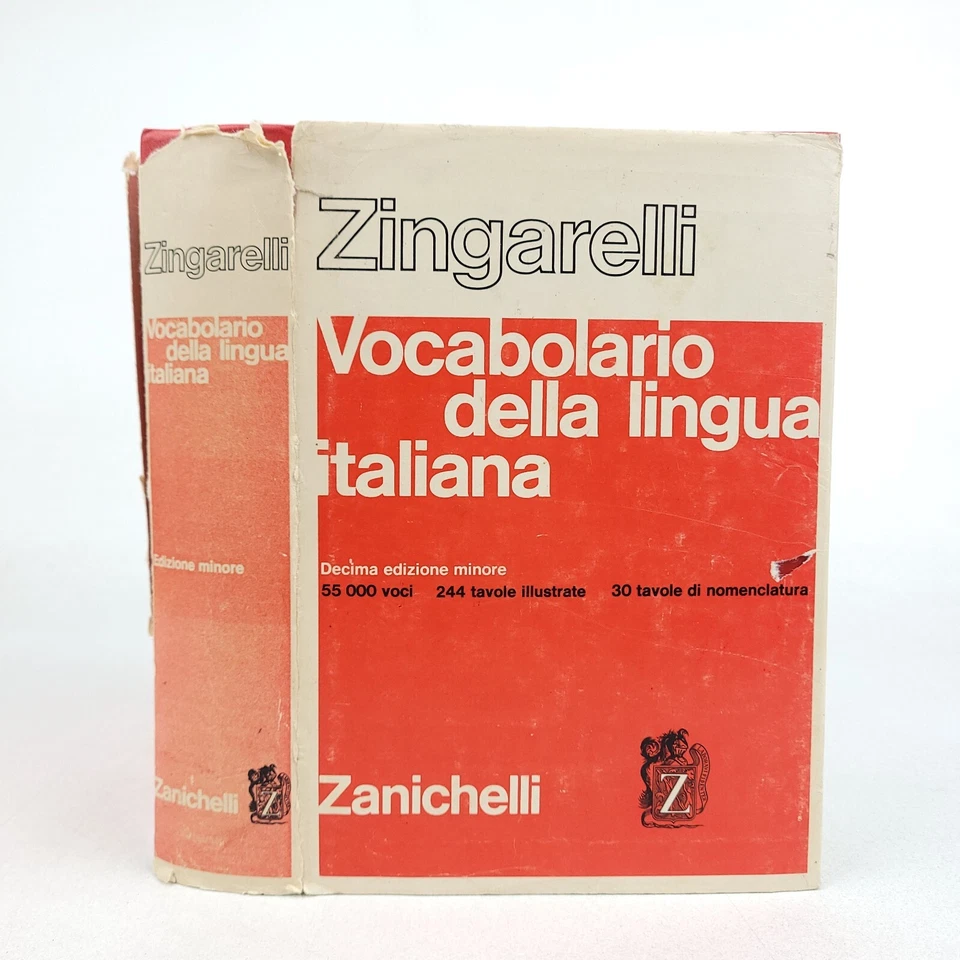 Zingarelli
Vocabolario
della lingua
italiana
Edizione minore
Zanichelli
Z
Zingarelli
Vocabolario
della lingua
italiana
Decima edizione minore
55 000 voci 244 tavole illustrate 30 tavole di nomenclatura
Zanichelli
Z